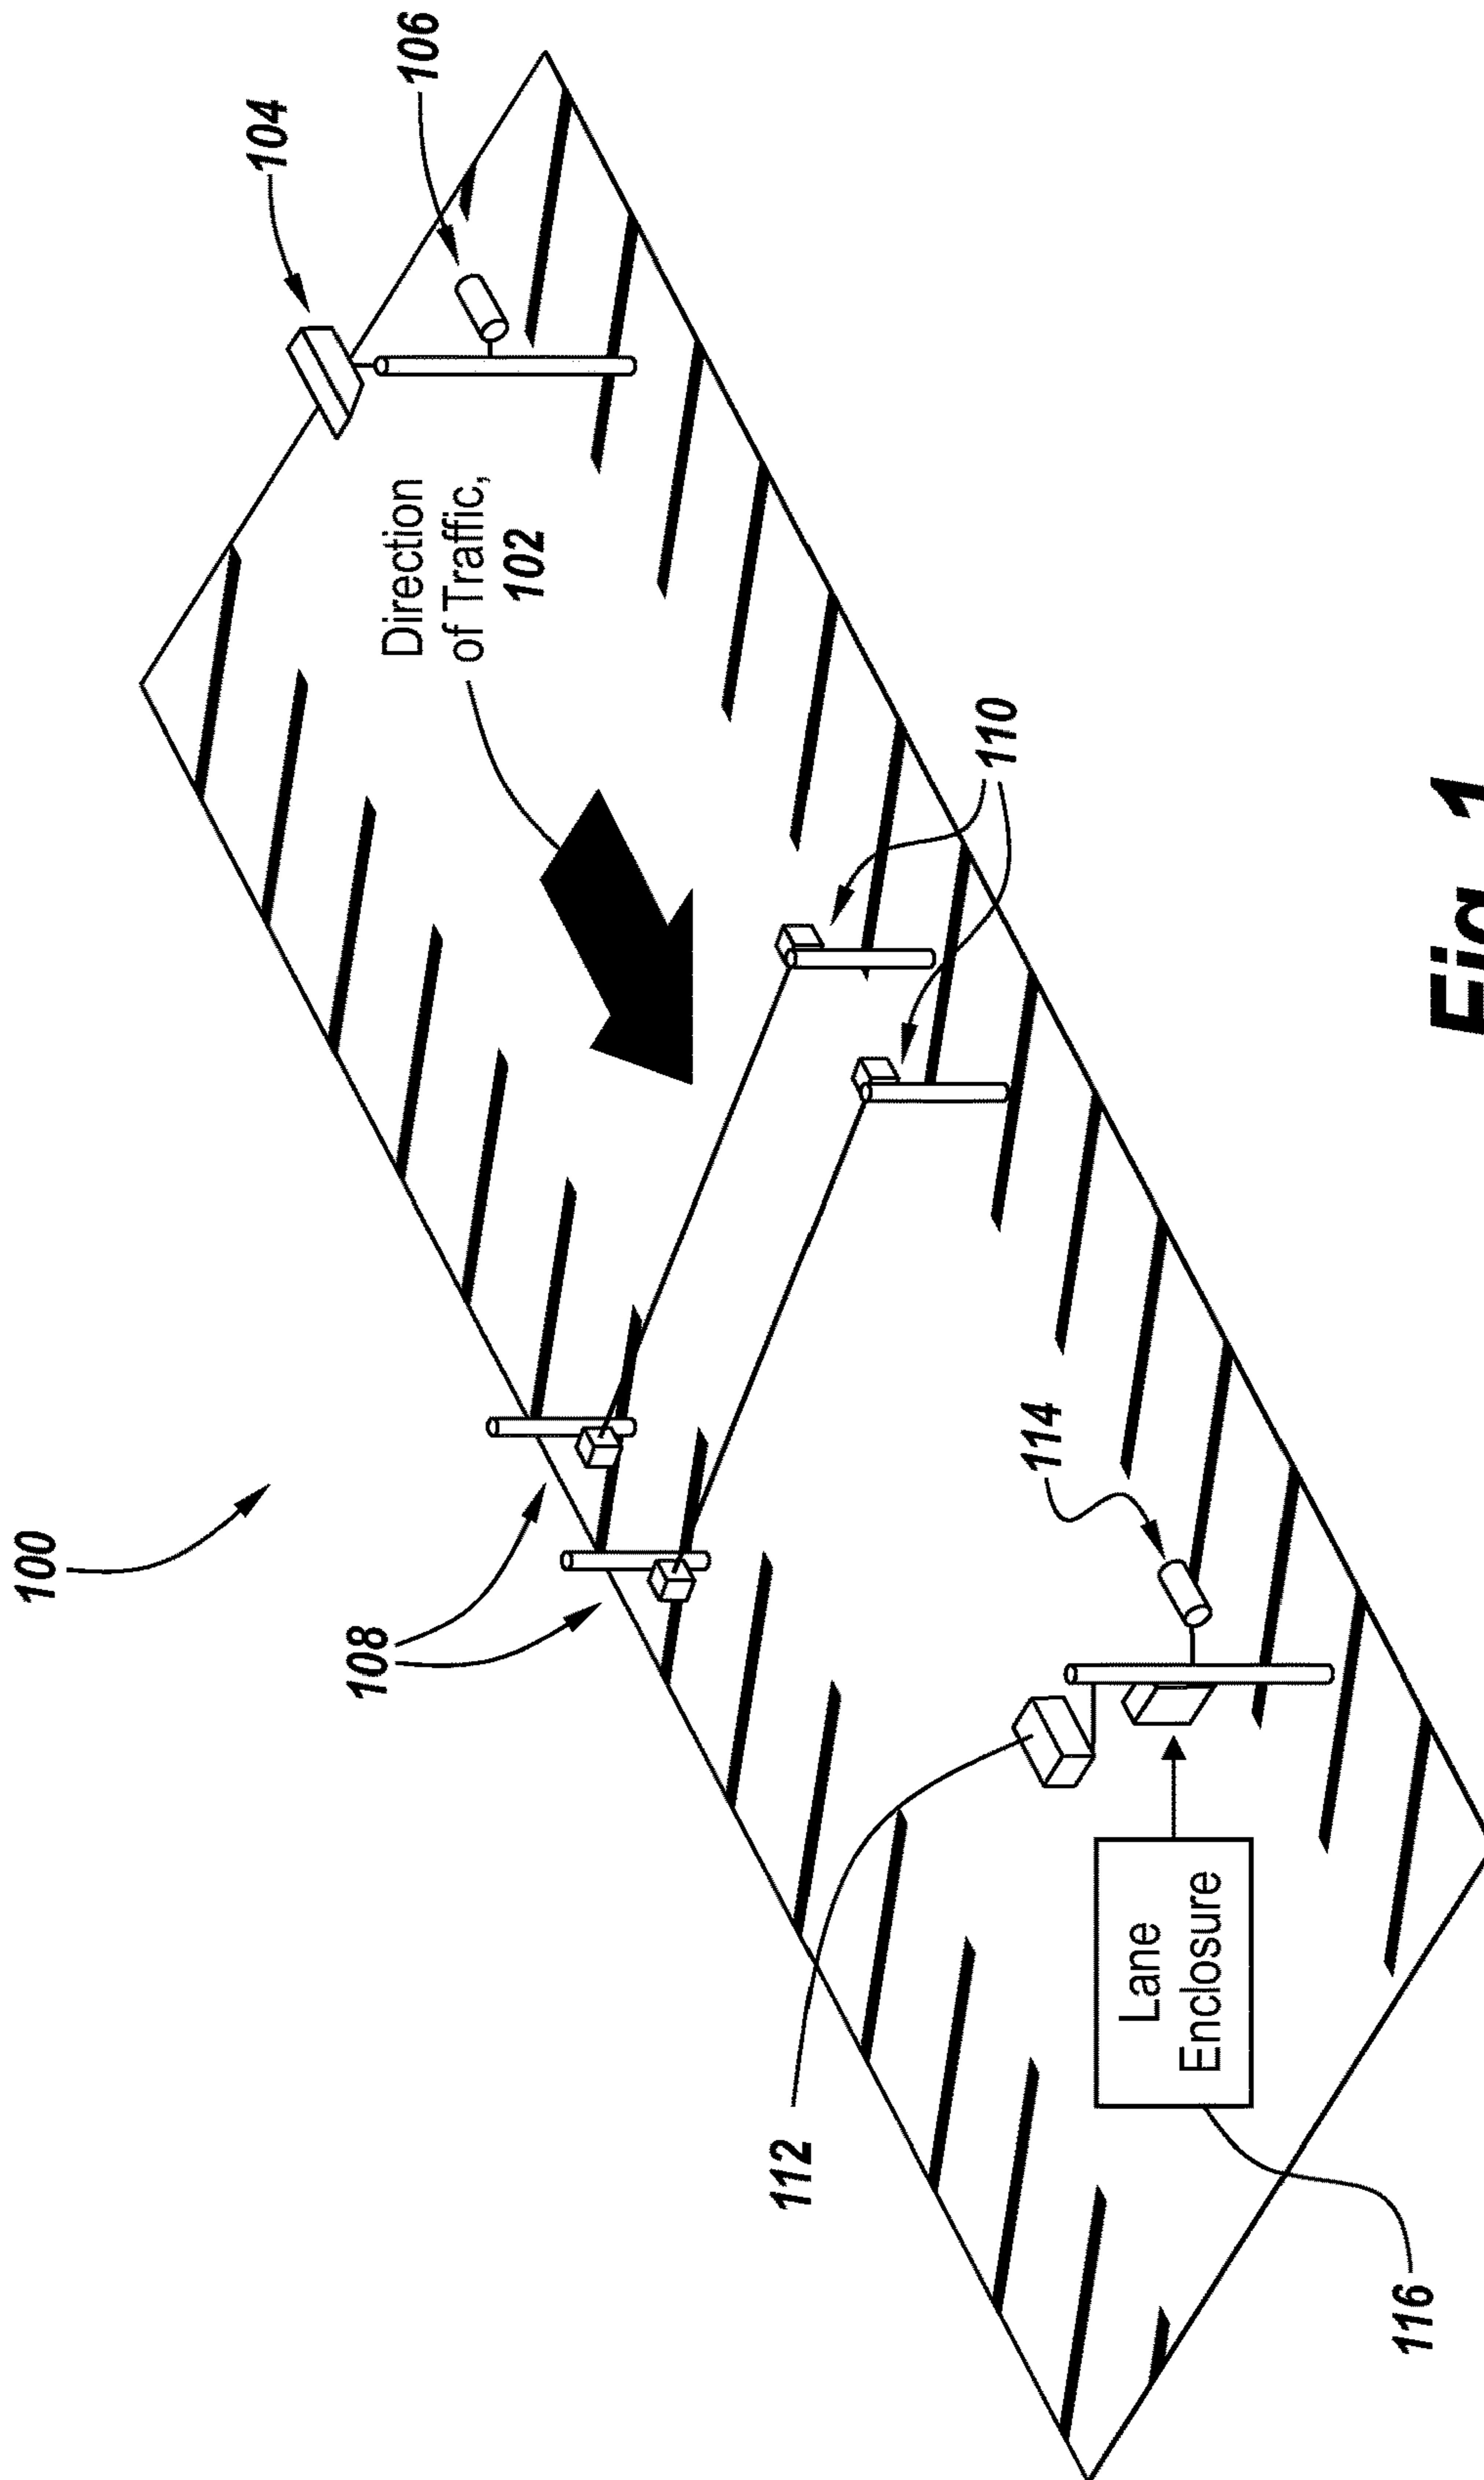 100
104
108
106
Direction
of Traffic,
102
112
110
114
Lane
Enclosure
116
Fig. 1